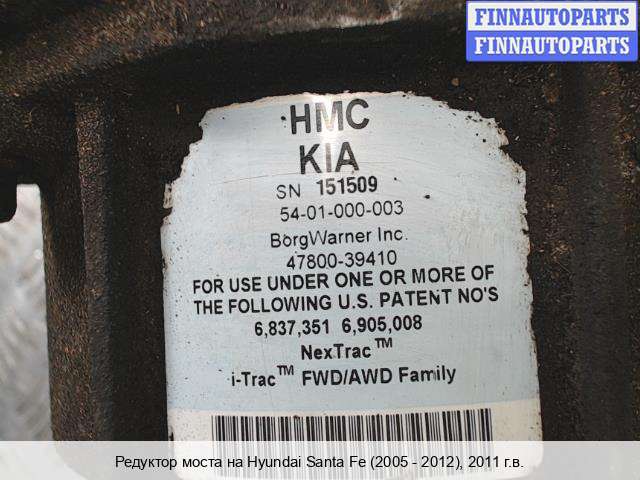 FINNAUTOPARTS
FINNAUTOPARTS
HMC
KIA
SN 151509
54-01-000-003
BorgWarner Inc.
47800-39410
FOR USE UNDER ONE OR MORE OF
THE FOLLOWING U.S. PATENT NO'S
6,837,351 6,905,008
NexTrac™
i-Trac™ FWD/AWD Family
Редуктор моста на Hyundai Santa Fe (2005 - 2012), 2011 г.в.